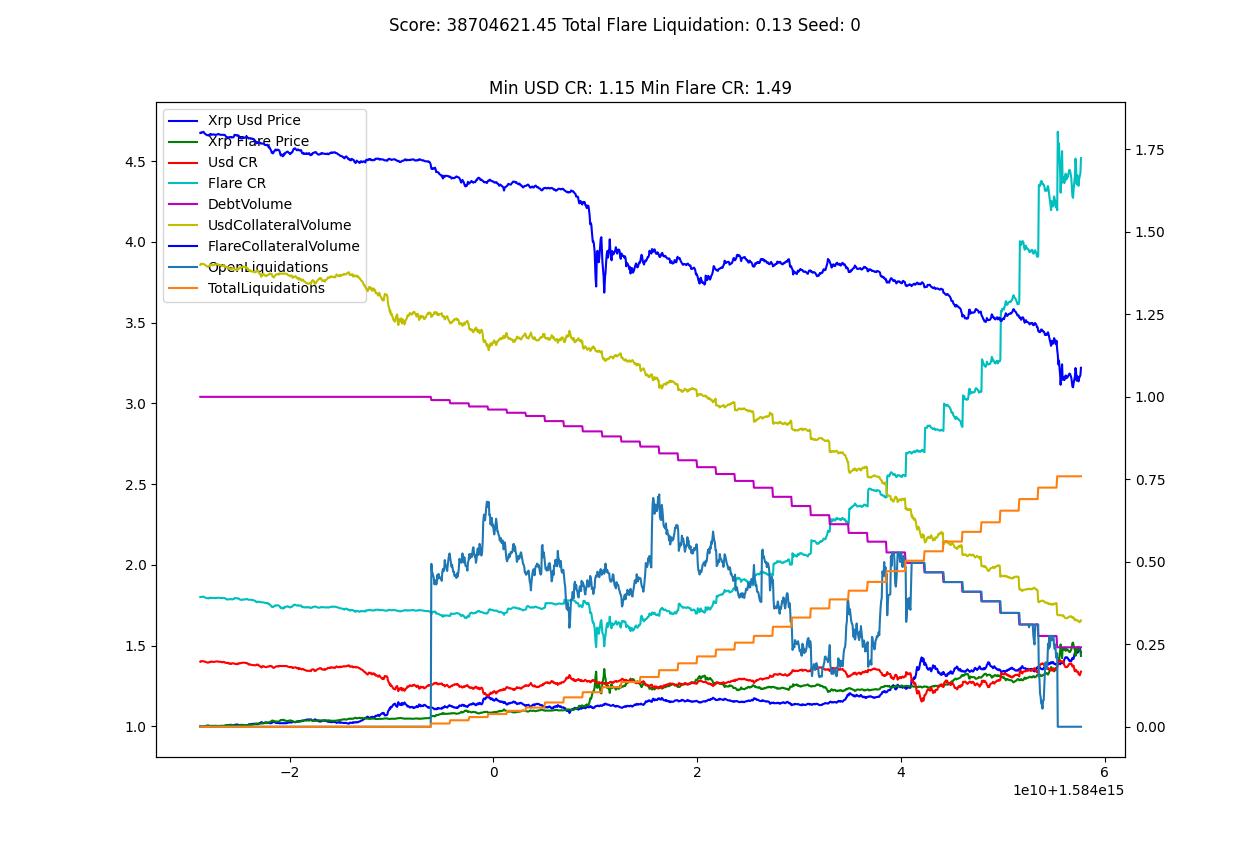 Score: 38704621.45 Total Flare Liquidation: 0.13 Seed: 0
Min USD CR: 1.15 Min Flare CR: 1.49
Xrp Usd Price
Xrp Flare Price
Usd CR
Flare CR
DebtVolume
UsdCollateralVolume
FlareCollateralVolume
OpenLiquidations
TotalLiquidations
4.5
4.0
3.5
3.0
2.5
2.0
1.5
1.0
1.75
1.50
1.25
1.00
0.75
0.50
0.25
0.00
−2
0
2
4
6
1e10+1.584e15